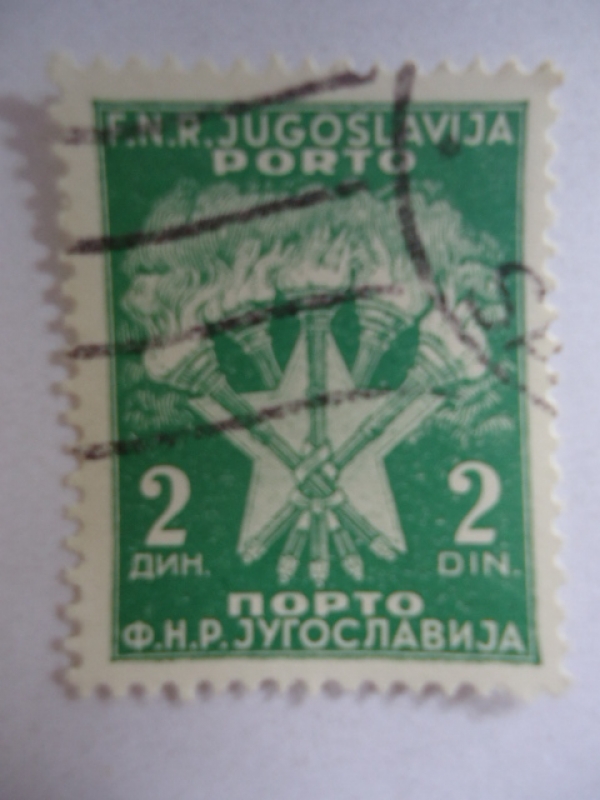 F.N.R. JUGOSLAVIJA
PORTO
2 2
ДИН. DIN.
ПОРТО
Ф.Н.Р. ЈУГОСЛАВИЈА